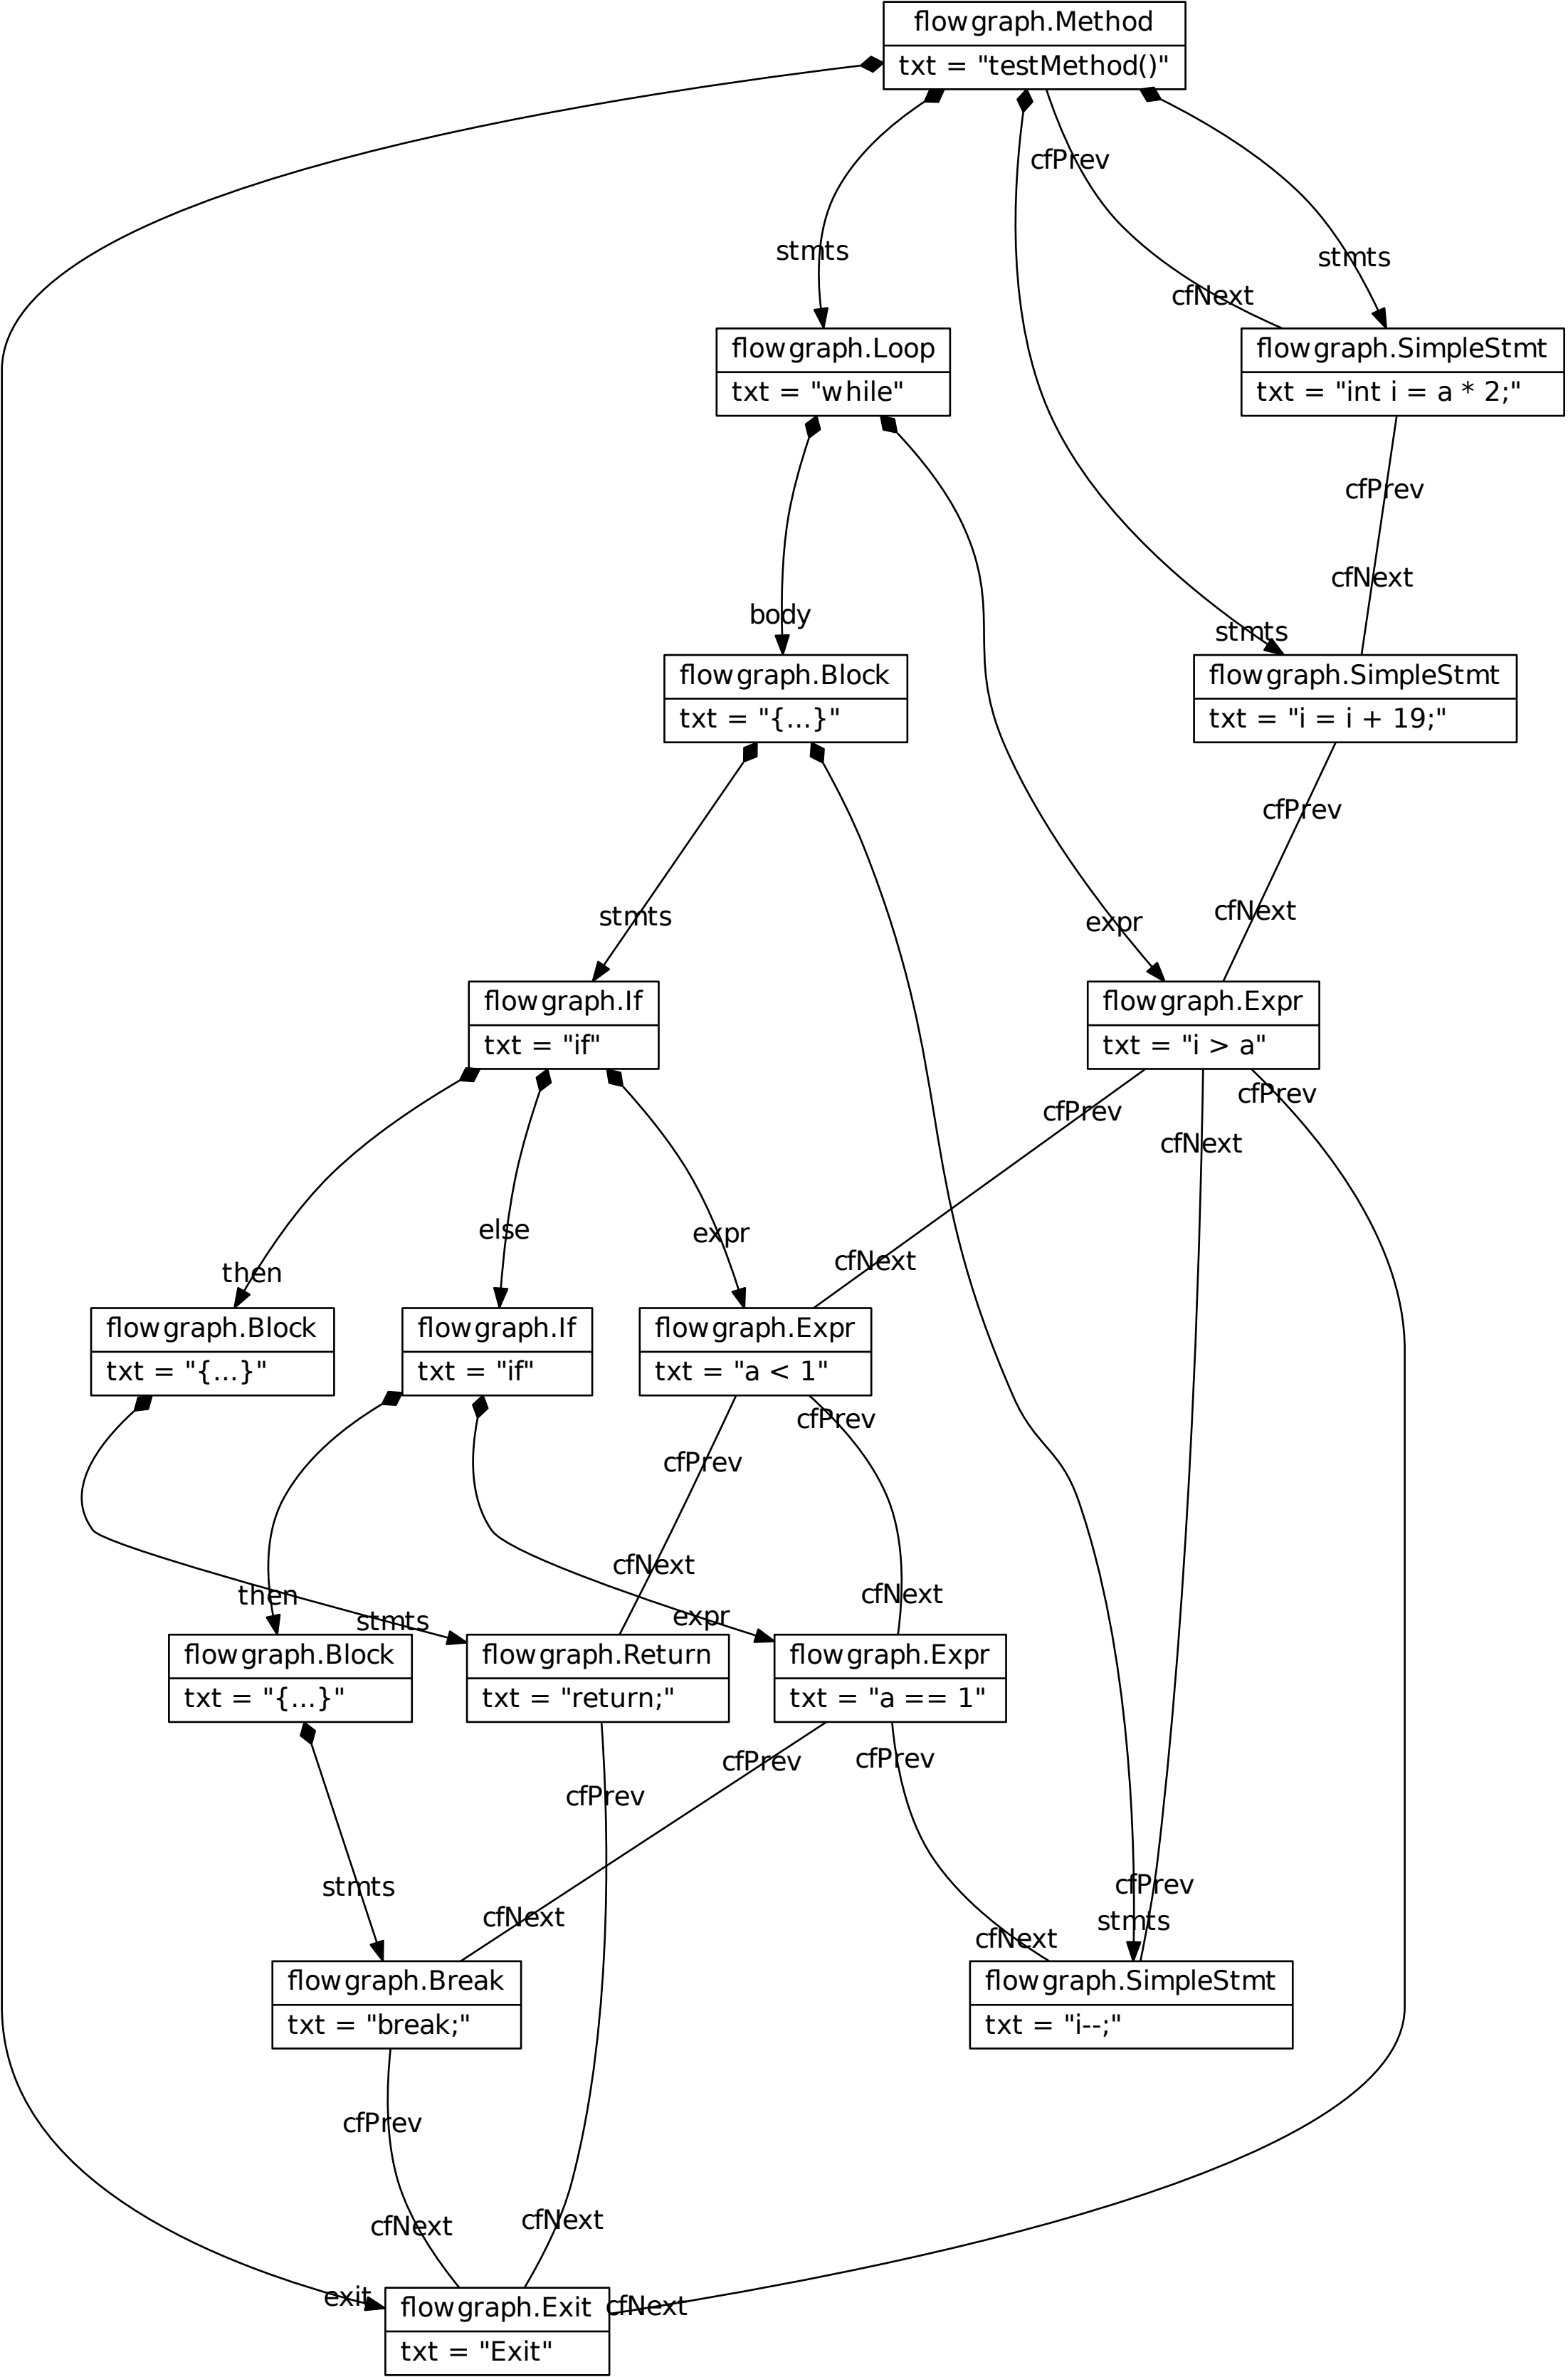 flowgraph.Method
txt = "testMethod()"
cfPrev
stmts
stmts
cfNext
flowgraph.Loop
txt = "while"
flowgraph.SimpleStmt
txt = "int i = a * 2;"
cfPrev
cfNext
body
stmts
flowgraph.Block
txt = "{...}"
flowgraph.SimpleStmt
txt = "i = i + 19;"
cfPrev
stmts
expr
cfNext
flowgraph.If
txt = "if"
flowgraph.Expr
txt = "i > a"
cfPrev
cfPrev
cfNext
then
else
expr
cfNext
flowgraph.Block
txt = "{...}"
flowgraph.If
txt = "if"
flowgraph.Expr
txt = "a < 1"
cfPrev
cfPrev
cfNext
cfNext
then
stmts
expr
flowgraph.Block
txt = "{...}"
flowgraph.Return
txt = "return;"
flowgraph.Expr
txt = "a == 1"
cfPrev
cfPrev
cfPrev
stmts
cfNext
cfPrev
stmts
cfNext
flowgraph.Break
txt = "break;"
flowgraph.SimpleStmt
txt = "i--;"
cfPrev
cfNext
cfNext
exit
cfNext
flowgraph.Exit
txt = "Exit"